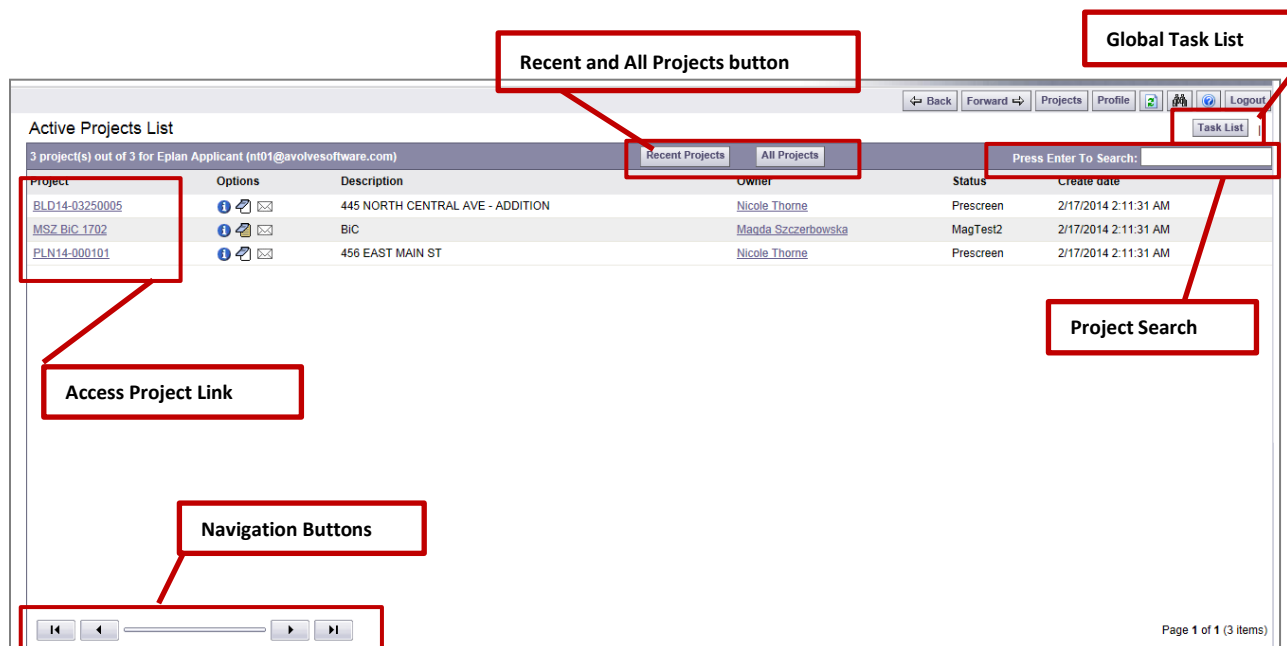 Global Task List
Recent and All Projects button
Back Forward Projects Profile Logout
Active Projects List
Task List
3 project(s) out of 3 for Eplan Applicant (nt01@avolvesoftware.com) Recent Projects All Projects Press Enter To Search:
Project Options Description Owner Status Create date
BLD14-03250005 445 NORTH CENTRAL AVE - ADDITION Nicole Thorne Prescreen 2/17/2014 2:11:31 AM
MSZ BiC 1702 BiC Magda Szczerbowska MagTest2 2/17/2014 2:11:31 AM
PLN14-000101 456 EAST MAIN ST Nicole Thorne Prescreen 2/17/2014 2:11:31 AM
Project Search
Access Project Link
Navigation Buttons
Page 1 of 1 (3 items)